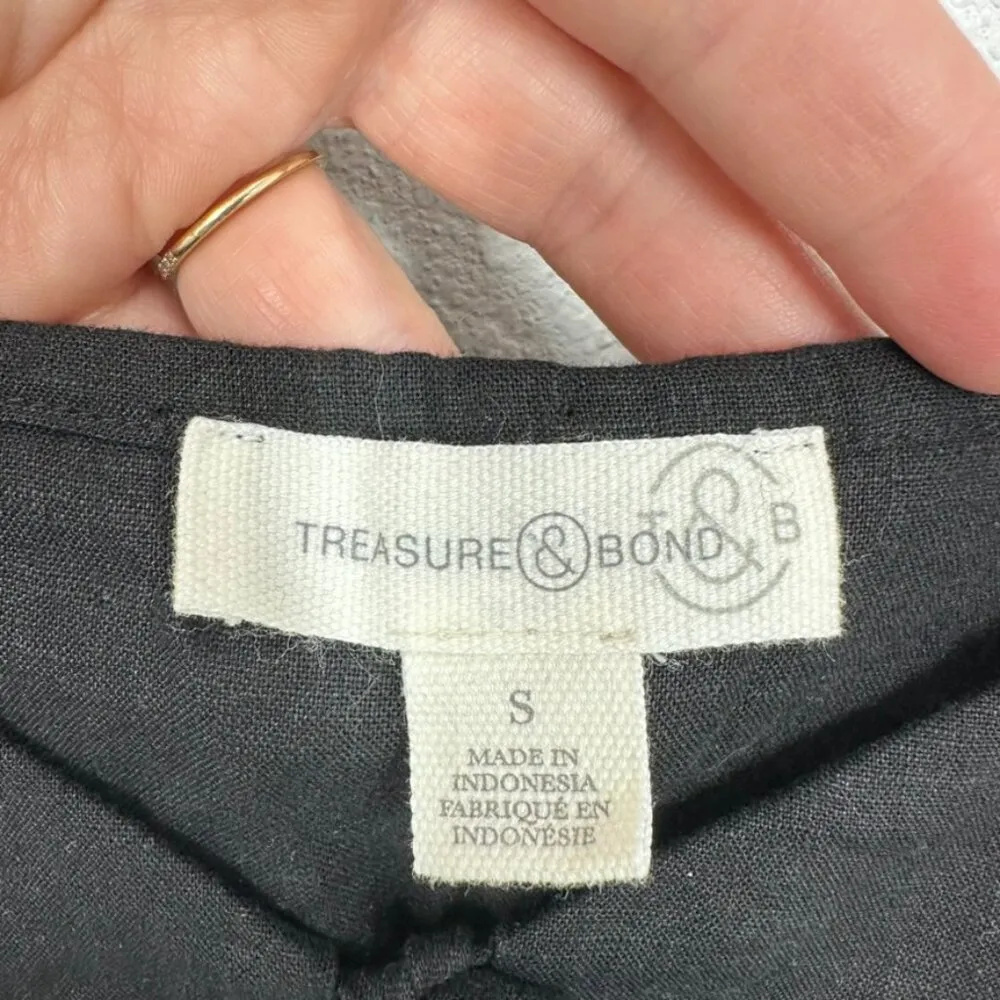 TREASURE & BOND
T & B
S
MADE IN
INDONESIA
FABRIQUÉ EN
INDONÉSIE